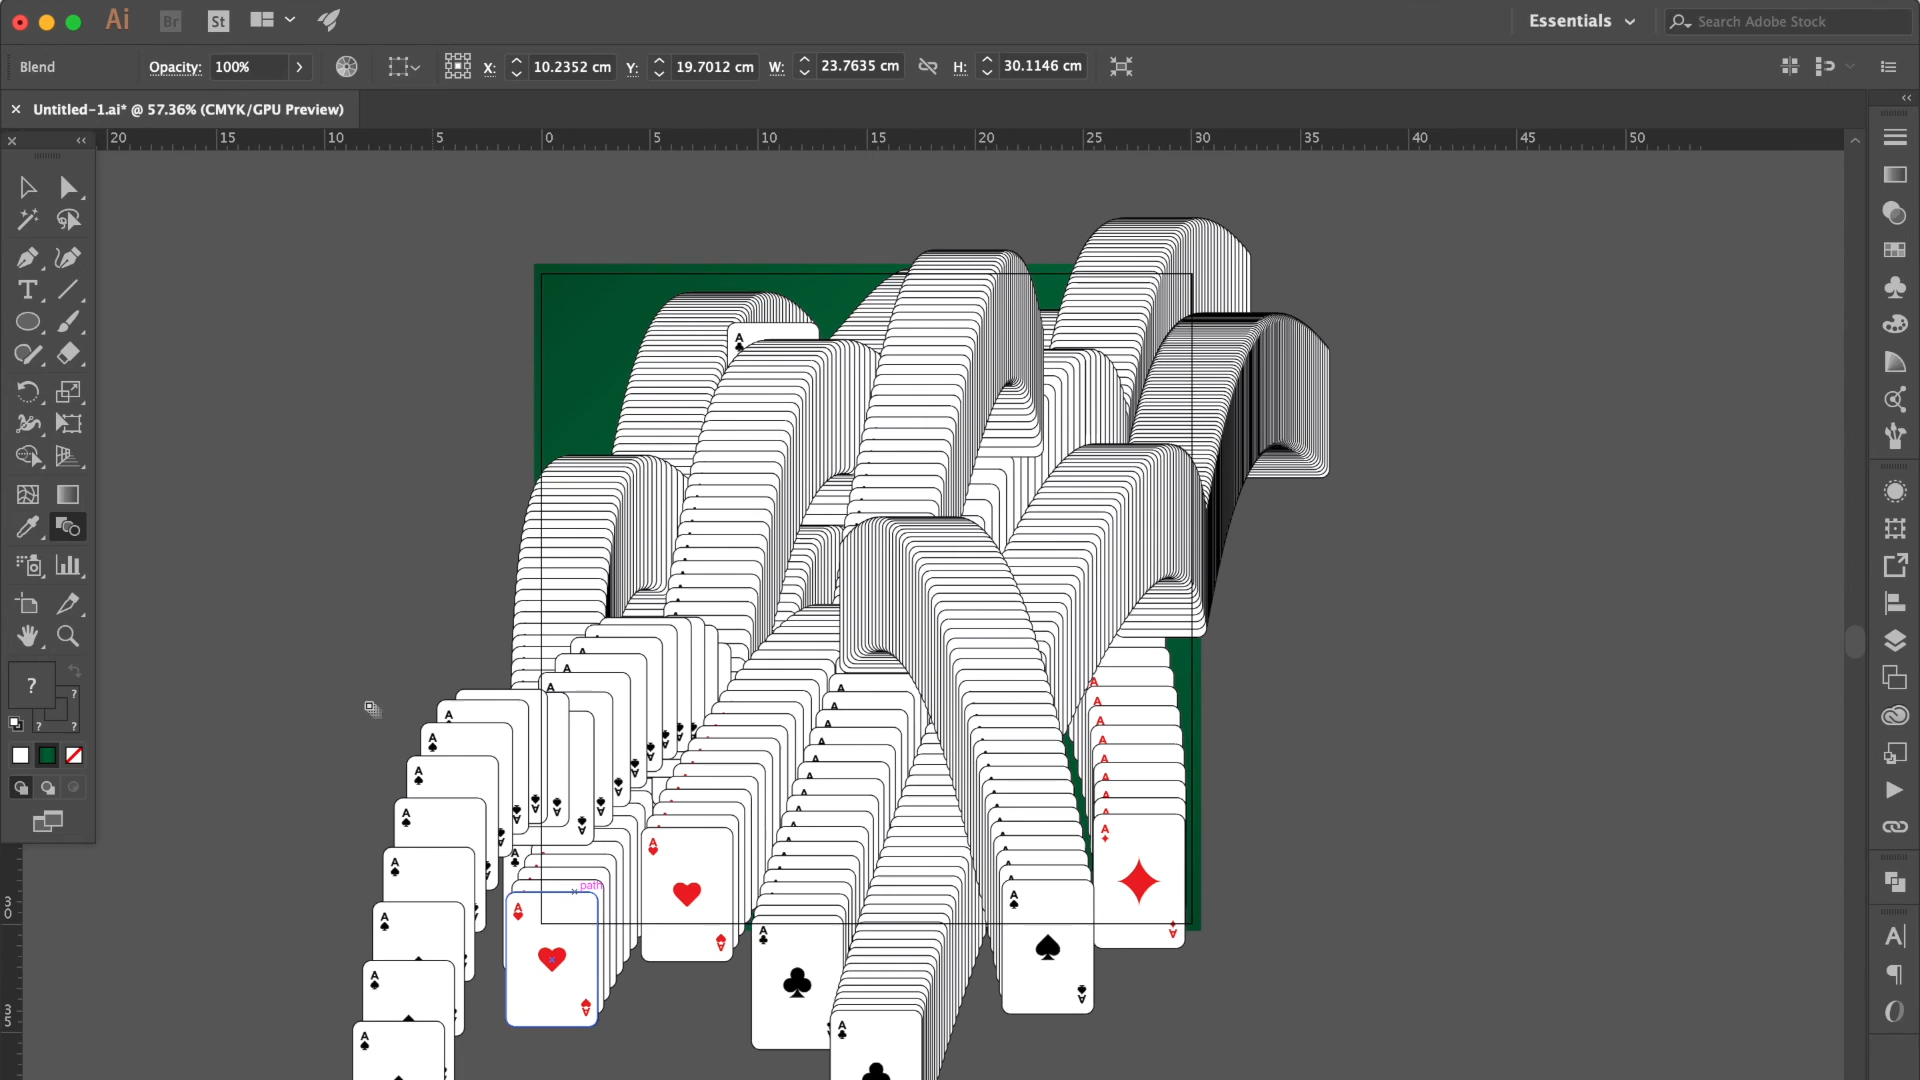 Ai Br St Essentials Search Adobe Stock
Blend Opacity: 100% X: 10.2352 cm Y: 19.7012 cm W: 23.7635 cm H: 30.1146 cm
× Untitled-1.ai* @ 57.36% (CMYK/GPU Preview)
20 15 10 5 0 5 10 15 20 25 30 35 40 45 50
A
A
A
A
A
A
A
A
A
A
A
A
path
A
A
A
A
A
A
A
A
A
A
? ?
? ?
30
35